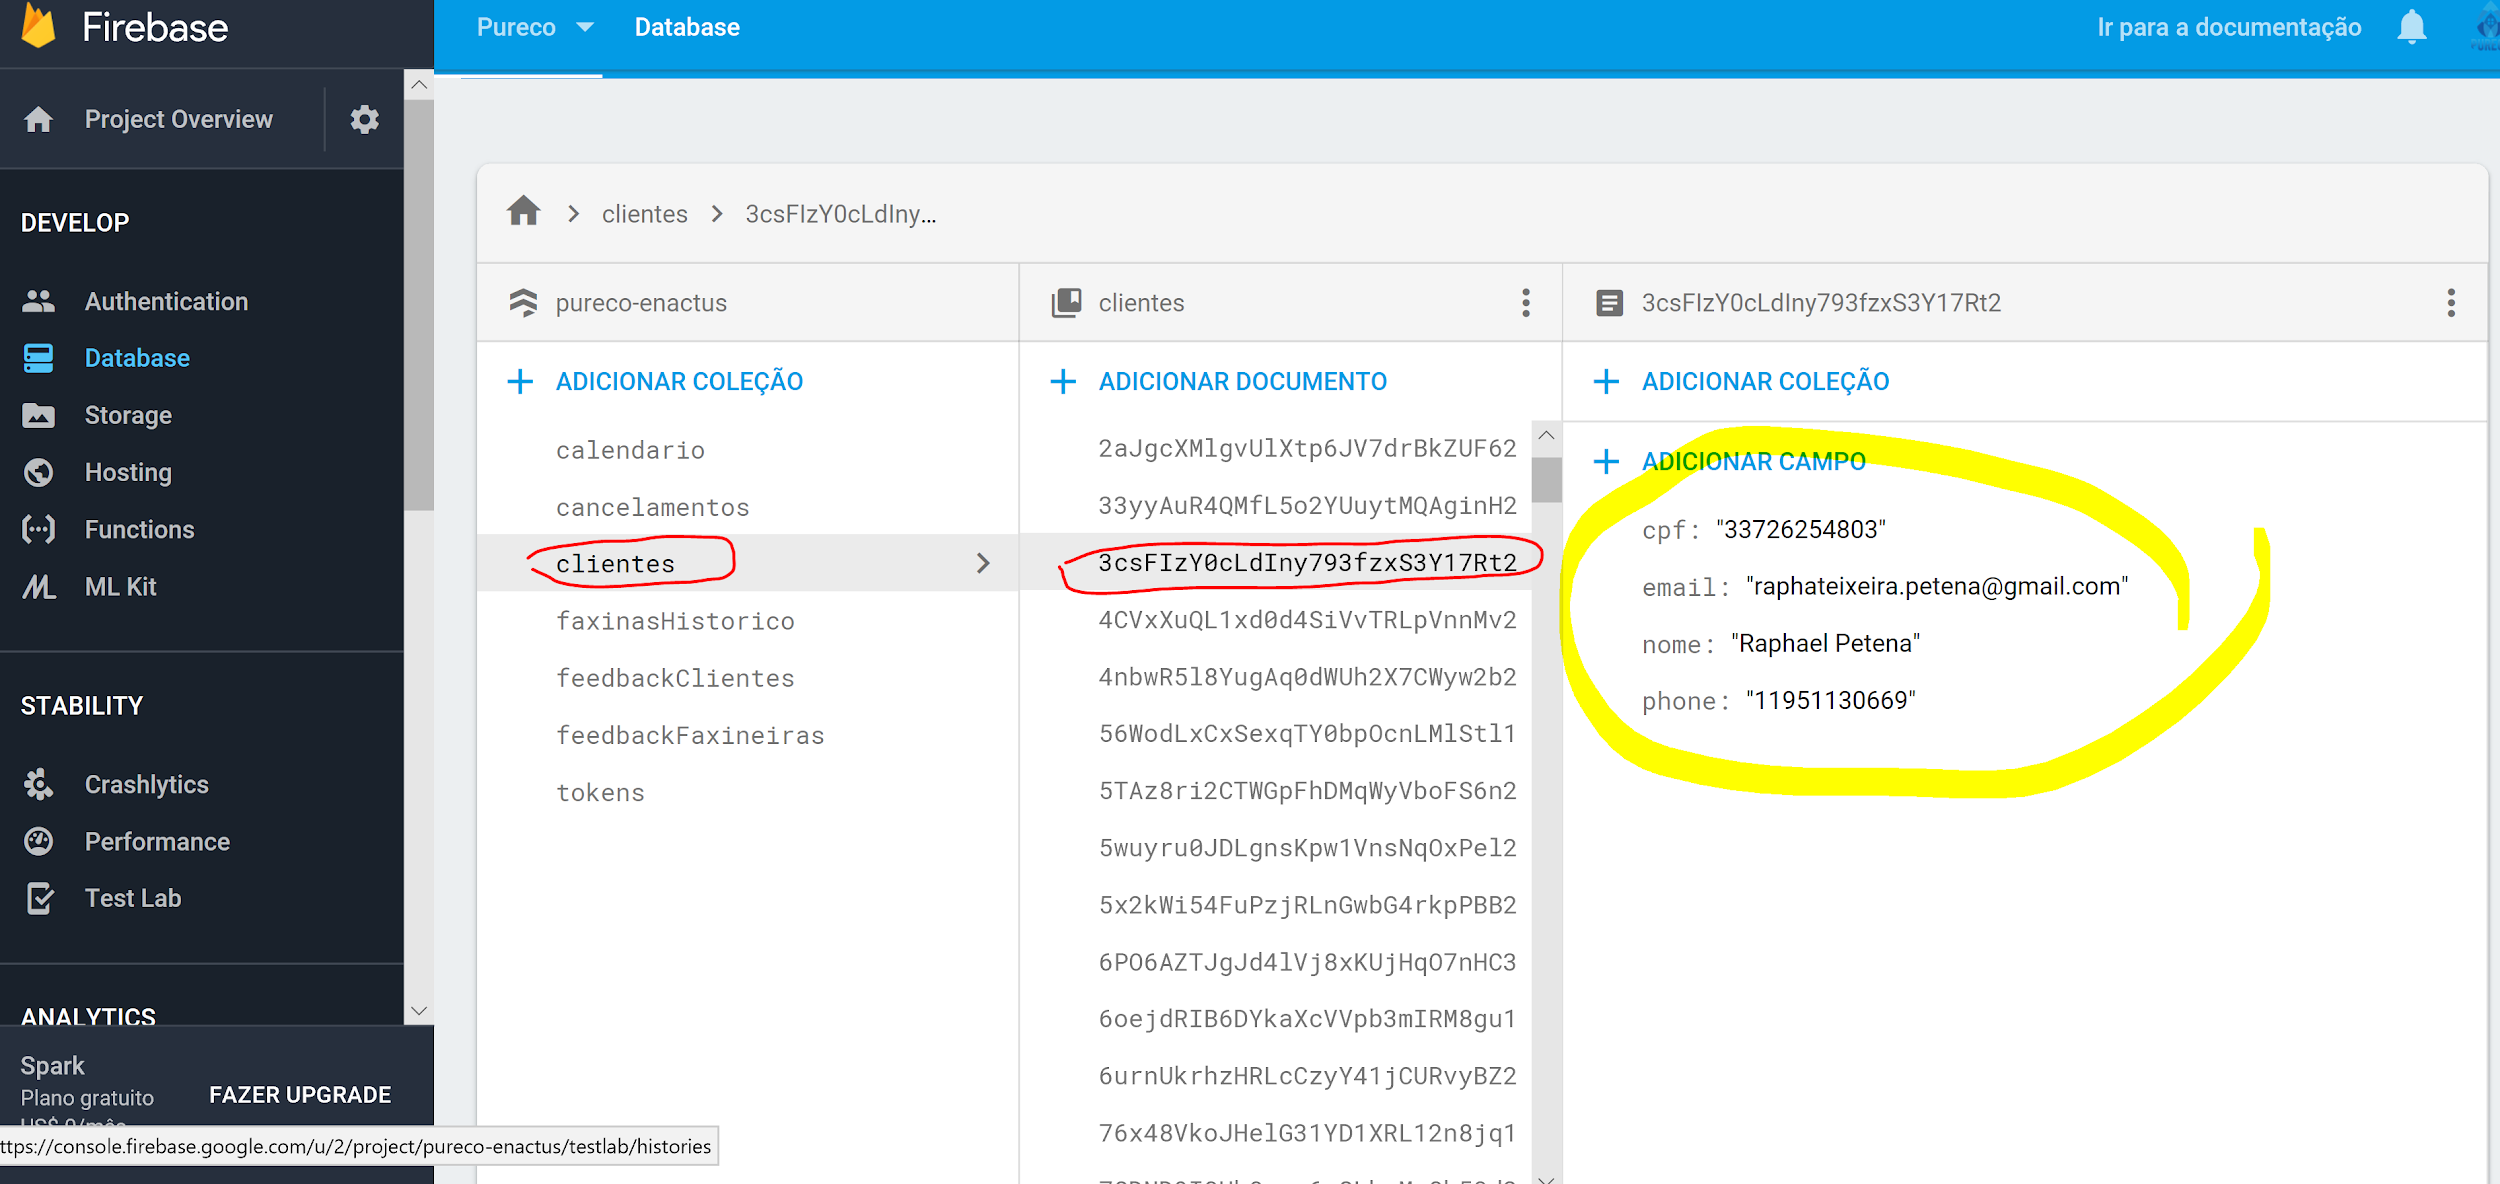 Firebase
Pureco
Database
Ir para a documentação
Project Overview
DEVELOP
Authentication
Database
Storage
Hosting
Functions
ML Kit
STABILITY
Crashlytics
Performance
Test Lab
ANALYTICS
Spark
Plano gratuito
FAZER UPGRADE
ttps://console.firebase.google.com/u/2/project/pureco-enactus/testlab/histories
clientes
3csFIzY0cLdIny...
pureco-enactus
ADICIONAR COLEÇÃO
calendario
cancelamentos
clientes
faxinasHistorico
feedbackClientes
feedbackFaxineiras
tokens
clientes
ADICIONAR DOCUMENTO
2aJgcXMlgvUlXtp6JV7drBkZUF62
33yyAuR4QMfL5o2YUuytMQAginH2
3csFIzY0cLdIny793fzxS3Y17Rt2
4CVxXuQL1xd0d4SiVvTRLpVnnMv2
4nbwR5l8YugAq0dWUh2X7CWyw2b2
56WodLxCxSexqTY0bpOcnLMlStl1
5TAz8ri2CTWGpFhDMqWyVboFS6n2
5wuyru0JDLgnsKpw1VnsNqOxPel2
5x2kWi54FuPzjRLnGwbG4rkpPBB2
6PO6AZTJgJd4lVj8xKUjHqO7nHC3
6oejdRIB6DYkaXcVVpb3mIRM8gu1
6urnUkrhzHRLcCzyY41jCURvyBZ2
76x48VkoJHelG31YD1XRL12n8jq1
3csFIzY0cLdIny793fzxS3Y17Rt2
ADICIONAR COLEÇÃO
ADICIONAR CAMPO
cpf: "33726254803"
email: "raphateixeira.petena@gmail.com"
nome: "Raphael Petena"
phone: "11951130669"